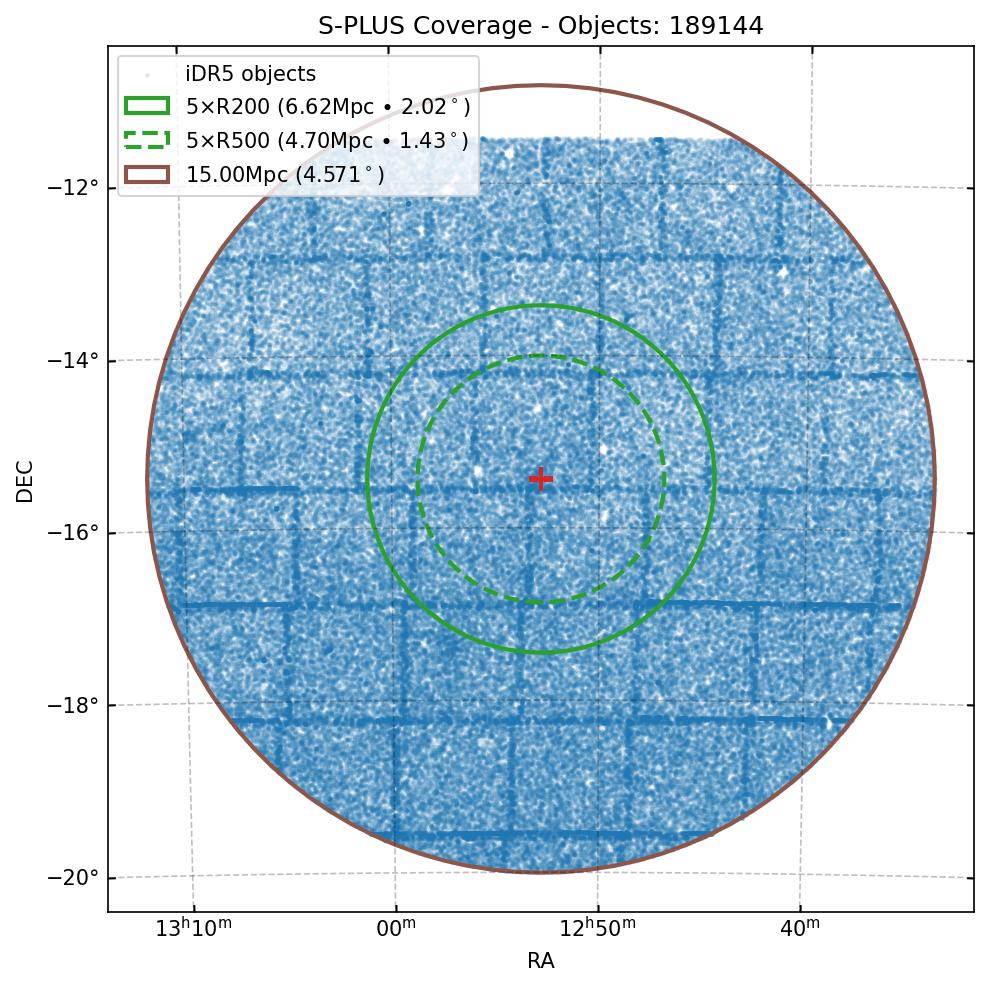 S-PLUS Coverage - Objects: 189144
iDR5 objects
5×R200 (6.62Mpc • 2.02°)
5×R500 (4.70Mpc • 1.43°)
15.00Mpc (4.571°)
−12°
−14°
−16°
−18°
−20°
DEC
13ʰ10ᵐ 00ᵐ 12ʰ50ᵐ 40ᵐ
RA